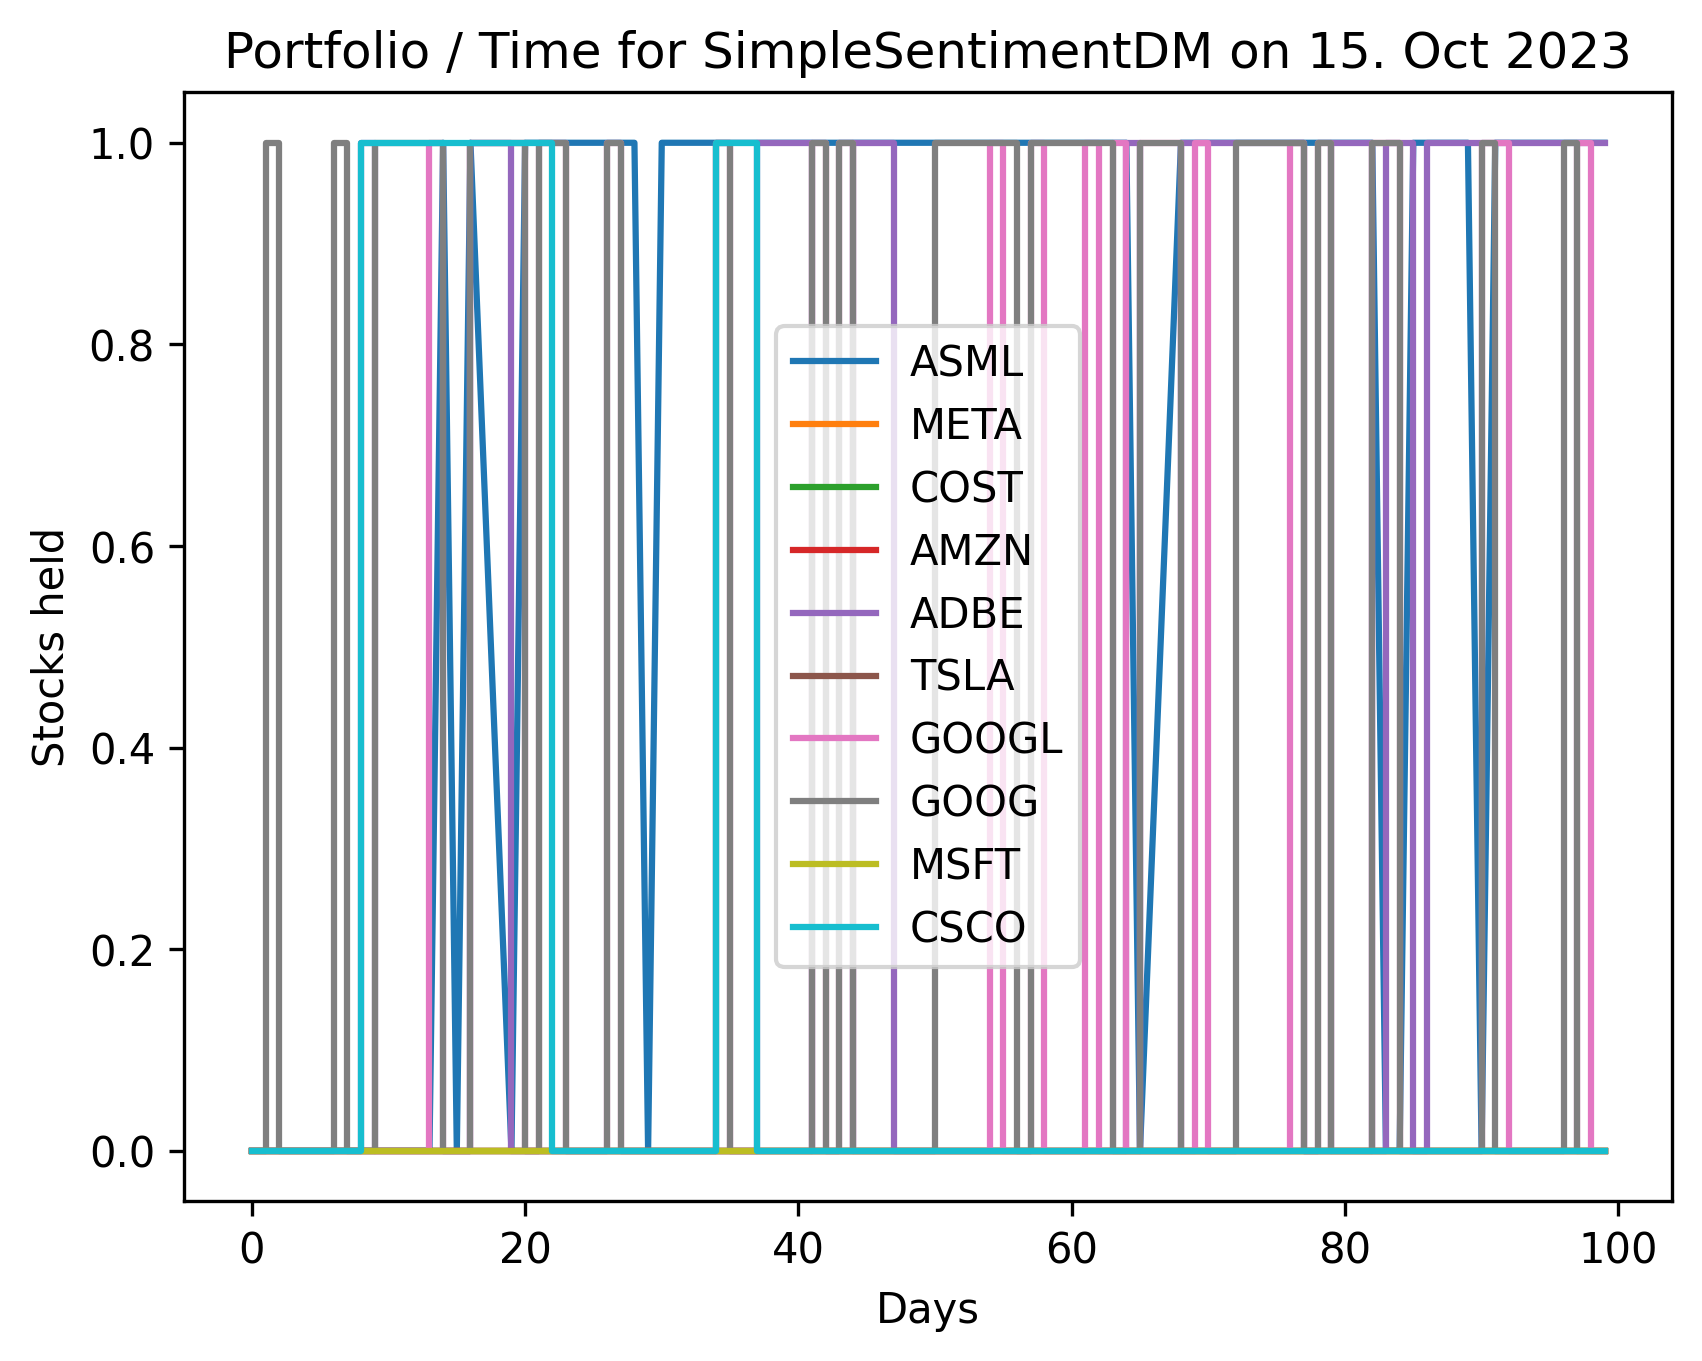 Portfolio / Time for SimpleSentimentDM on 15. Oct 2023
1.0
0.8
0.6
0.4
0.2
0.0
Stocks held
ASML
META
COST
AMZN
ADBE
TSLA
GOOGL
GOOG
MSFT
CSCO
0 20 40 60 80 100
Days